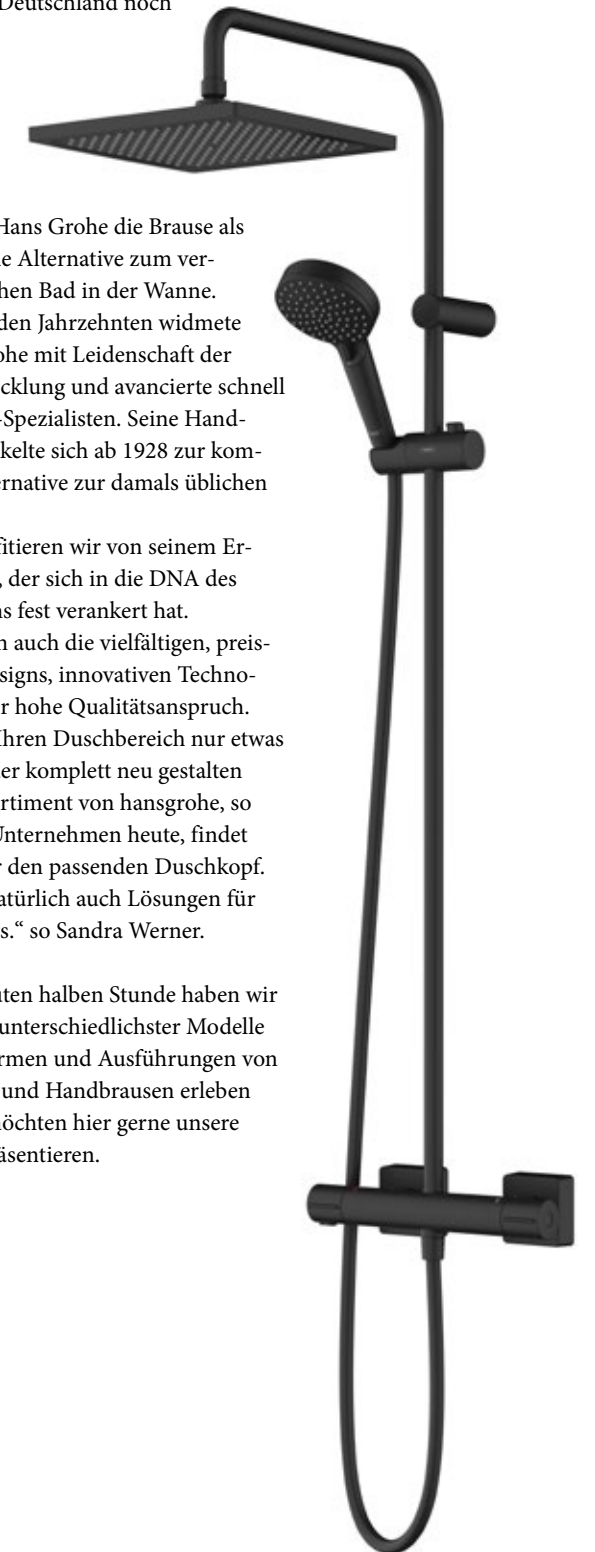 Deutschland noch
Hans Grohe die Brause als
e Alternative zum ver-
hen Bad in der Wanne.
den Jahrzehnten widmete
ohe mit Leidenschaft der
cklung und avancierte schnell
-Spezialisten. Seine Hand-
kelte sich ab 1928 zur kom-
ernative zur damals üblichen
fitieren wir von seinem Er-
, der sich in die DNA des
ns fest verankert hat.
n auch die vielfältigen, preis-
signs, innovativen Techno-
r hohe Qualitätsanspruch.
Ihren Duschbereich nur etwas
er komplett neu gestalten
rtiment von hansgrohe, so
Unternehmen heute, findet
r den passenden Duschkopf.
atürlich auch Lösungen für
s.“ so Sandra Werner.
uten halben Stunde haben wir
unterschiedlichster Modelle
rmen und Ausführungen von
und Handbrausen erleben
möchten hier gerne unsere
äsentieren.